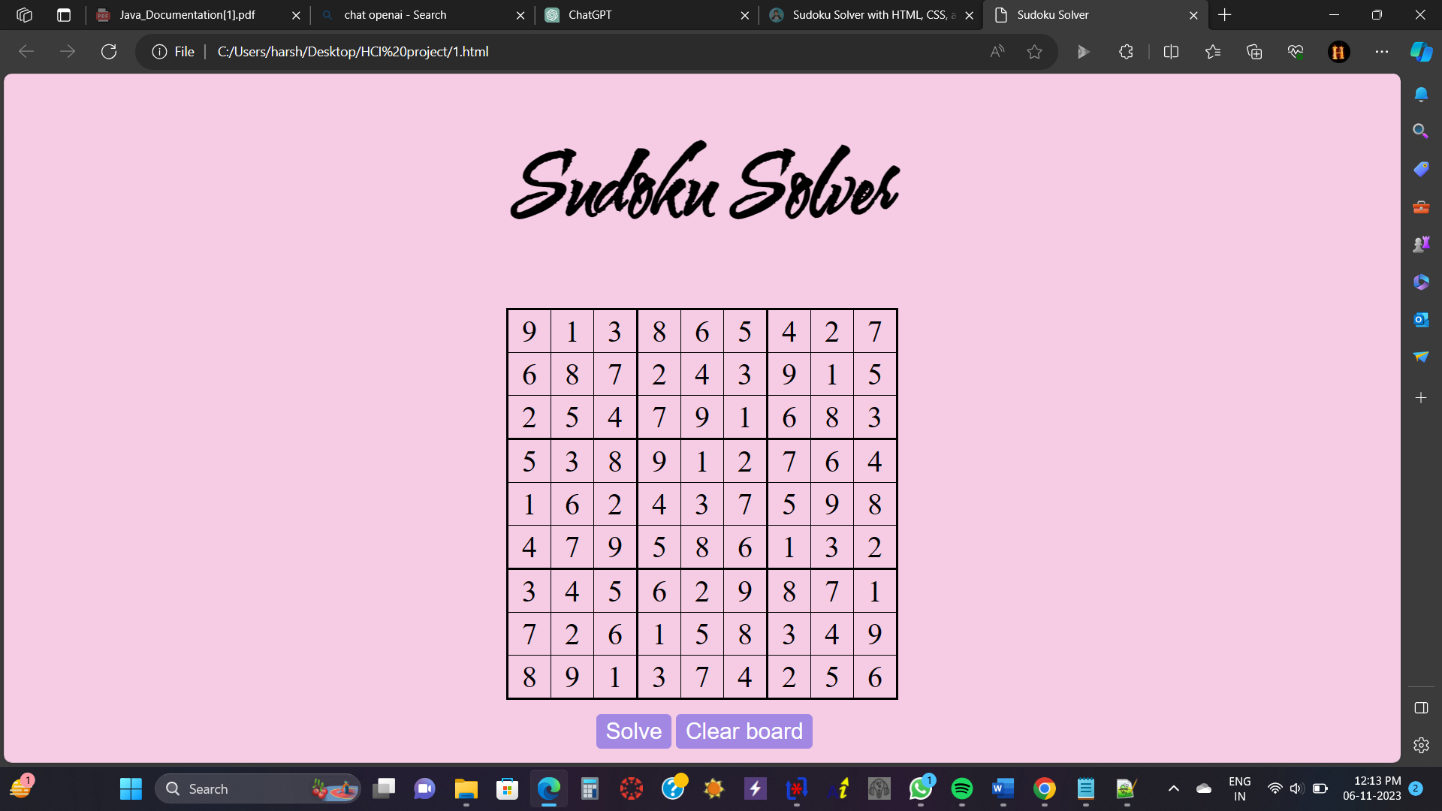 Java_Documentation[1].pdf
chat openai - Search
ChatGPT
Sudoku Solver with HTML, CSS, a
Sudoku Solver
File
C:/Users/harsh/Desktop/HCI%20project/1.html
Sudoku Solver
9 1 3 8 6 5 4 2 7
6 8 7 2 4 3 9 1 5
2 5 4 7 9 1 6 8 3
5 3 8 9 1 2 7 6 4
1 6 2 4 3 7 5 9 8
4 7 9 5 8 6 1 3 2
3 4 5 6 2 9 8 7 1
7 2 6 1 5 8 3 4 9
8 9 1 3 7 4 2 5 6
Solve Clear board
1
Search
1
ENG
IN
12:13 PM
06-11-2023
2